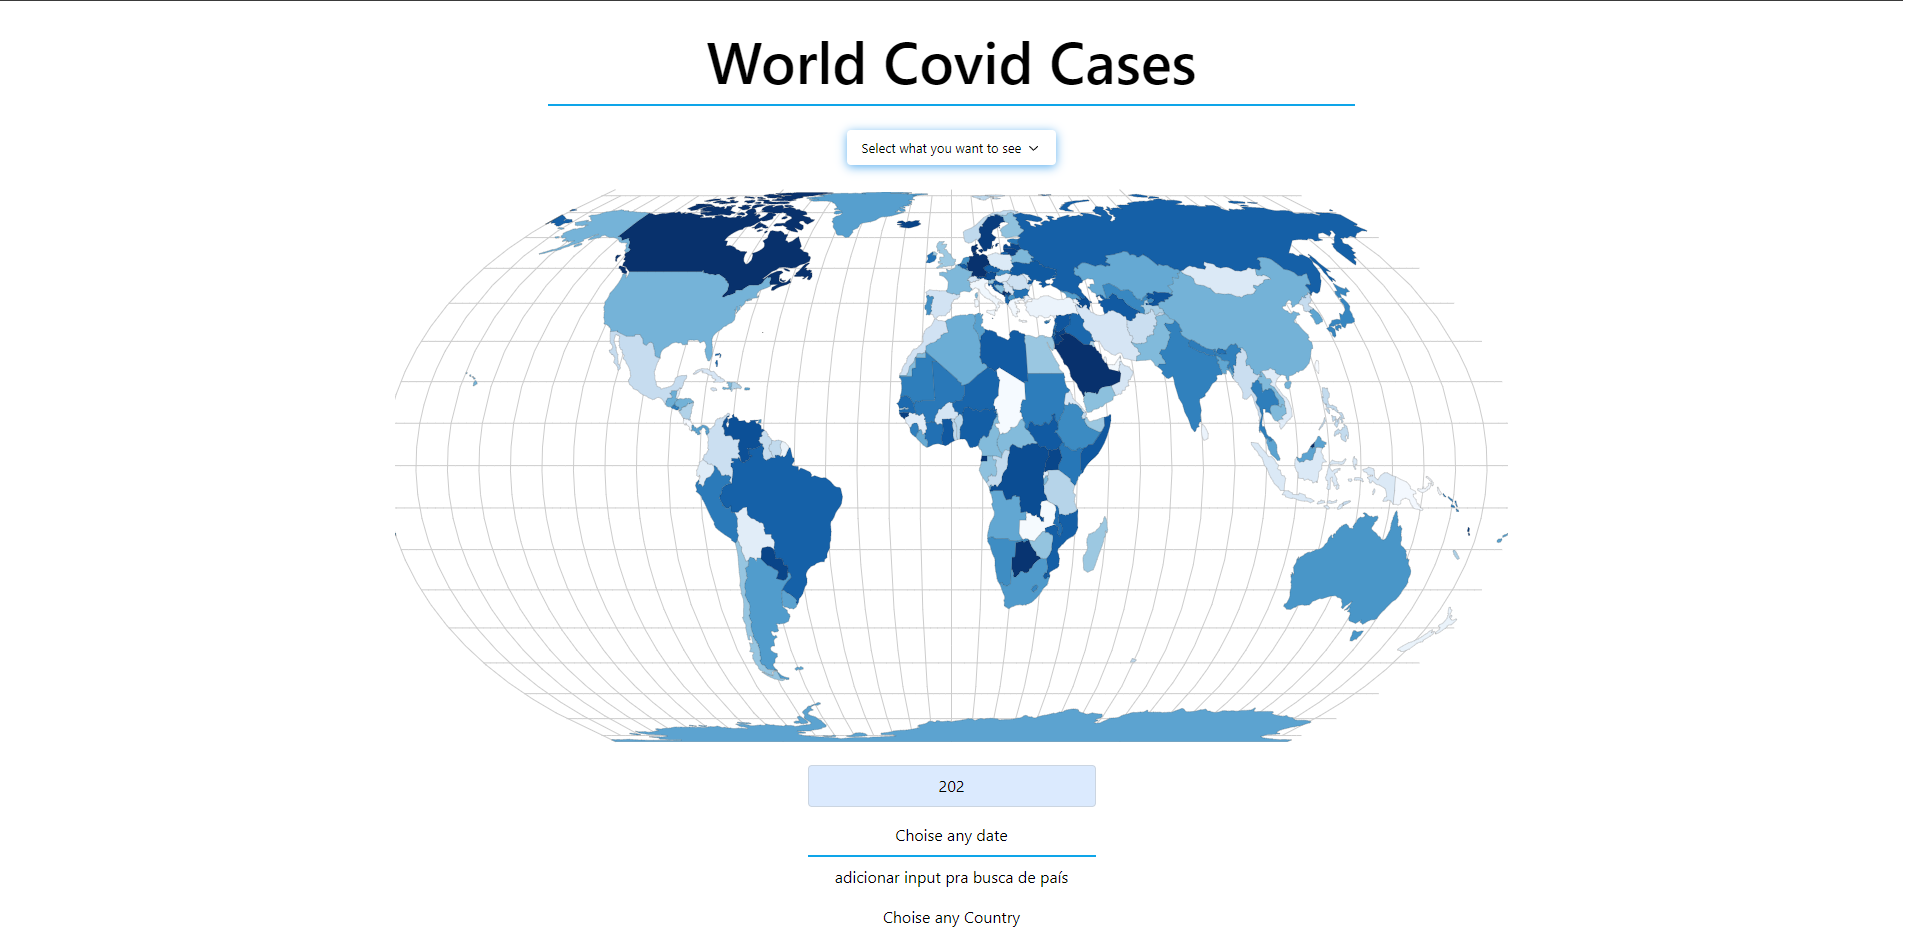 World Covid Cases
Select what you want to see
202
Choise any date
adicionar input pra busca de país
Choise any Country